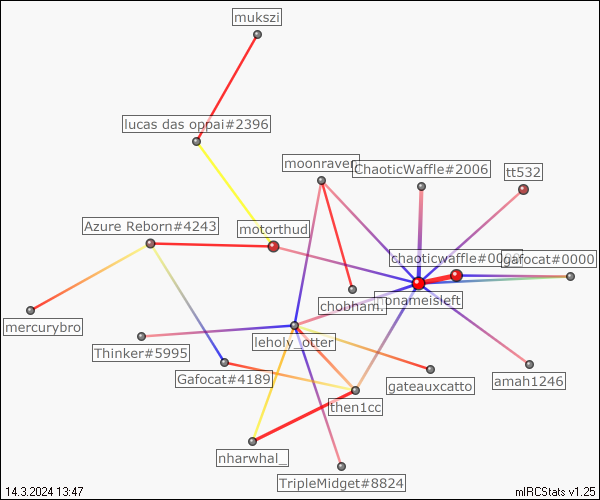 mukszi
lucas das oppai#2396
moonraven
ChaoticWaffle#2006
tt532
Azure Reborn#4243
motorthud
chaoticwaffle#0
gafocat#0000
nonameisleft
chobham
mercurybro
leholy_otter
Thinker#5995
Gafocat#4189
gateauxcatto
amah1246
then1cc
nharwhal_
TripleMidget#8824
14.3.2024 13:47
mIRCStats v1.25